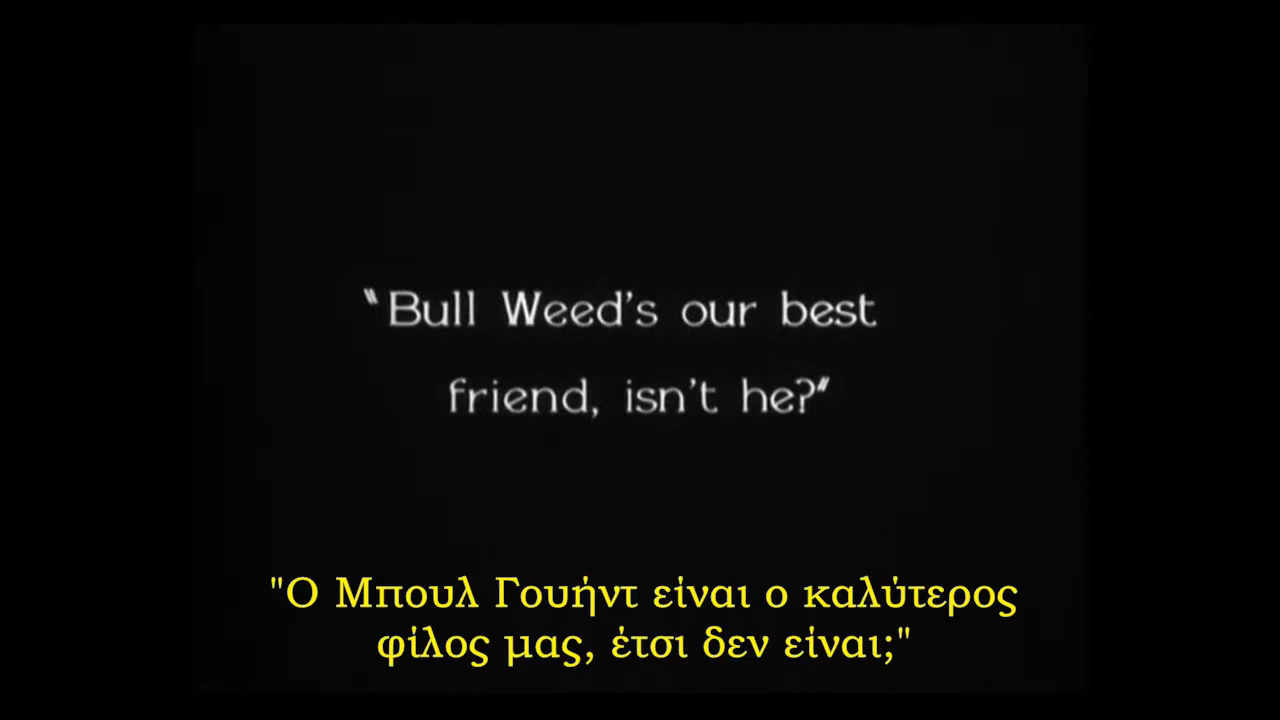 "Bull Weed's our best
friend, isn't he?"
"Ο Μπουλ Γουήντ είναι ο καλύτερος
φίλος μας, έτσι δεν είναι;"